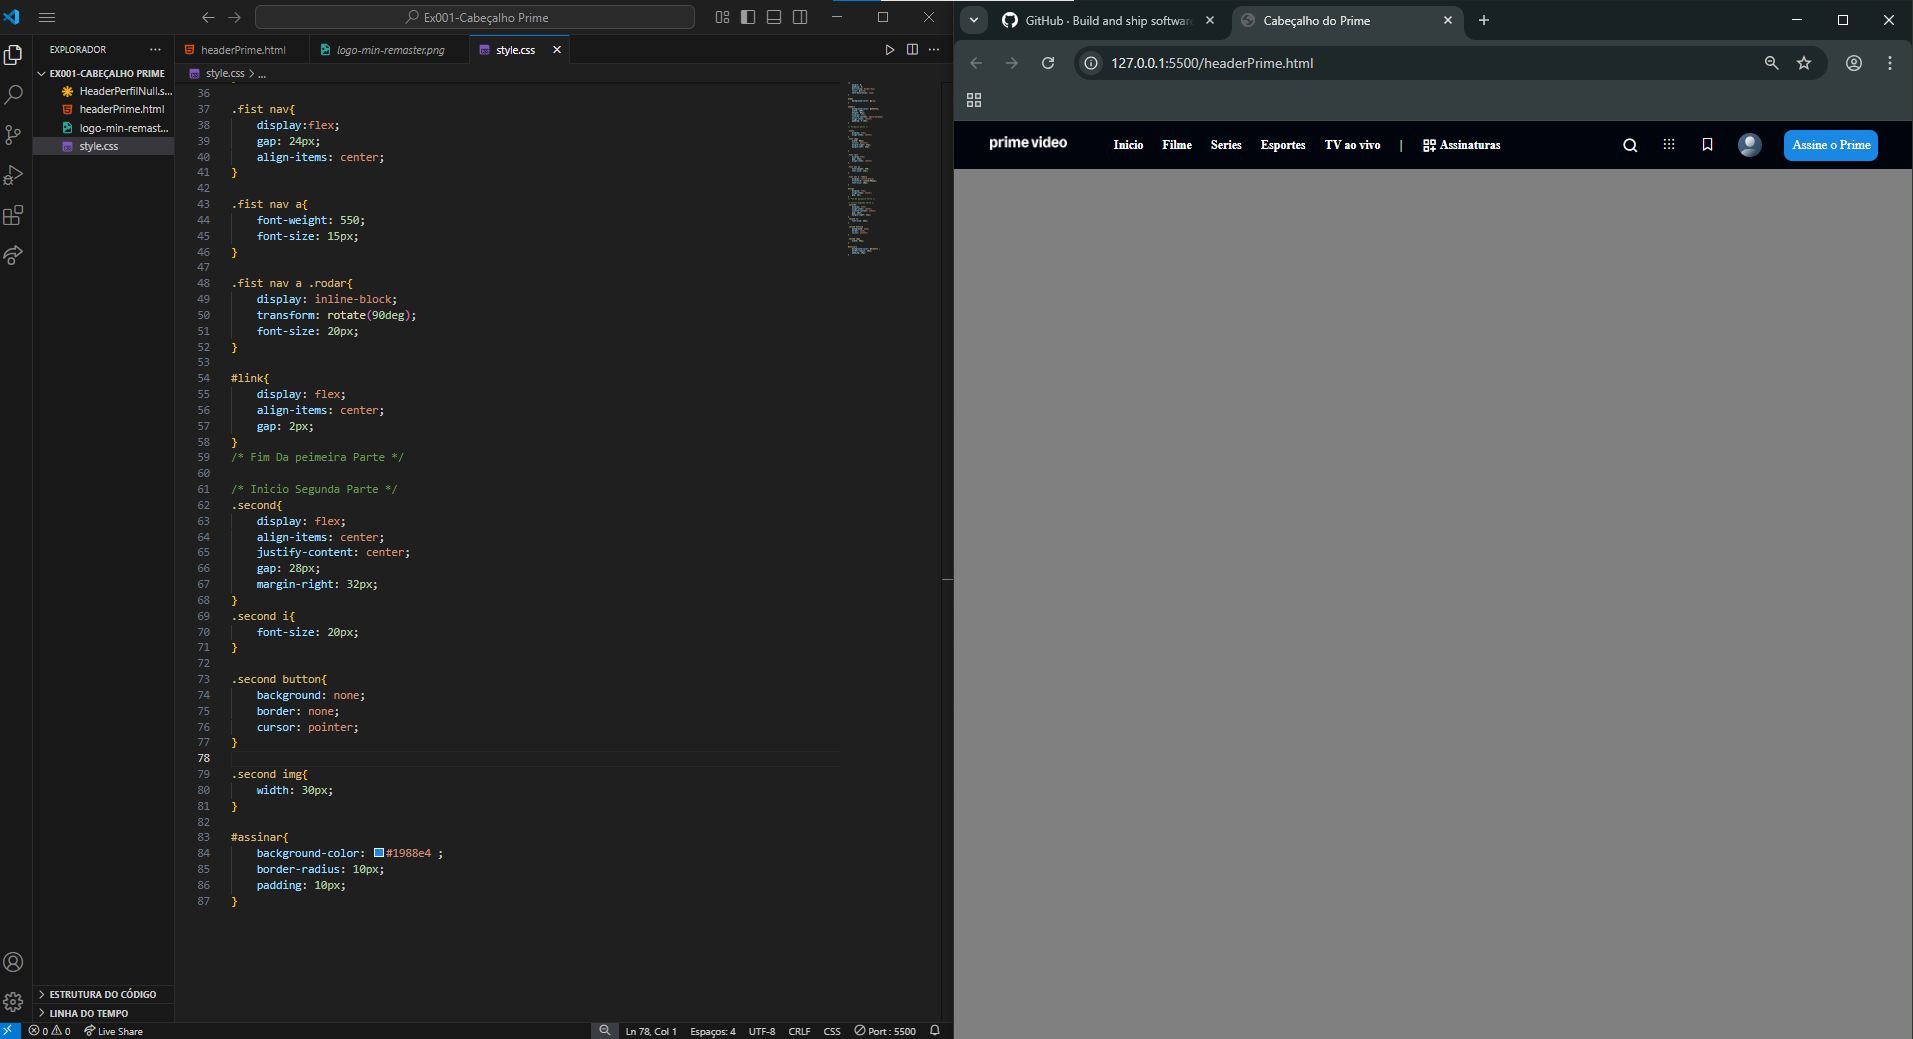 Ex001-Cabeçalho Prime
EXPLORADOR
headerPrime.html
logo-min-remaster.png
style.css
EX001-CABEÇALHO PRIME
HeaderPerfilNull.s...
headerPrime.html
logo-min-remast...
style.css
style.css > ...
36
37 .fist nav{
38 display:flex;
39 gap: 24px;
40 align-items: center;
41 }
42
43 .fist nav a{
44 font-weight: 550;
45 font-size: 15px;
46 }
47
48 .fist nav a .rodar{
49 display: inline-block;
50 transform: rotate(90deg);
51 font-size: 20px;
52 }
53
54 #link{
55 display: flex;
56 align-items: center;
57 gap: 2px;
58 }
59 /* Fim Da peimeira Parte */
60
61 /* Inicio Segunda Parte */
62 .second{
63 display: flex;
64 align-items: center;
65 justify-content: center;
66 gap: 28px;
67 margin-right: 32px;
68 }
69 .second i{
70 font-size: 20px;
71 }
72
73 .second button{
74 background: none;
75 border: none;
76 cursor: pointer;
77 }
78
79 .second img{
80 width: 30px;
81 }
82
83 #assinar{
84 background-color: #1988e4 ;
85 border-radius: 10px;
86 padding: 10px;
87 }
ESTRUTURA DO CÓDIGO
LINHA DO TEMPO
0 0 Live Share
Ln 78, Col 1 Espaços: 4 UTF-8 CRLF CSS Port : 5500
GitHub · Build and ship software
Cabeçalho do Prime
127.0.0.1:5500/headerPrime.html
prime video
Inicio Filme Series Esportes TV ao vivo | Assinaturas
Assine o Prime